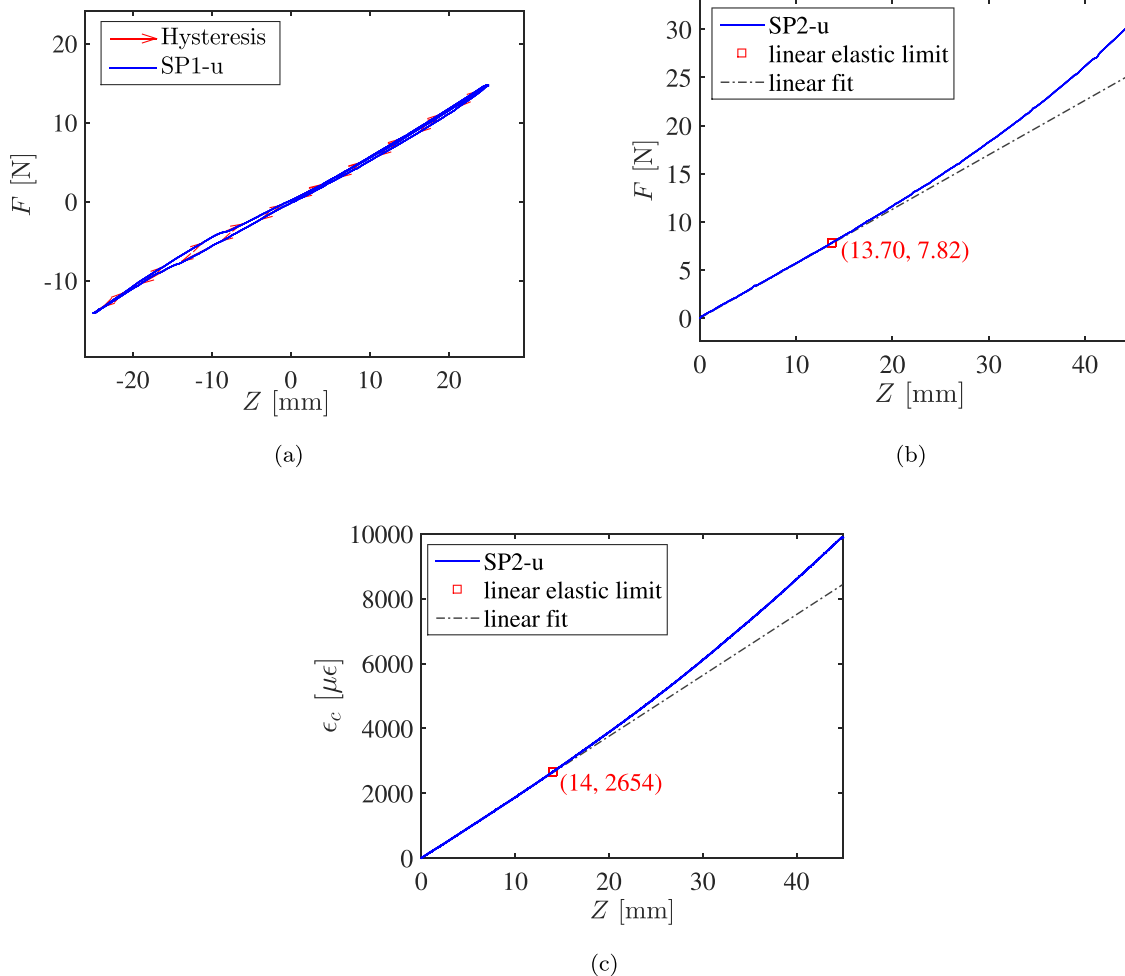 Hysteresis
SP1-u
20
10
0
-10
F [N]
-20
-10
0
10
20
Z [mm]
(a)
SP2-u
linear elastic limit
linear fit
30
25
20
15
10
5
0
F [N]
(13.70, 7.82)
0
10
20
30
40
Z [mm]
(b)
10000
8000
6000
4000
2000
0
ϵc [μϵ]
SP2-u
linear elastic limit
linear fit
(14, 2654)
0
10
20
30
40
Z [mm]
(c)